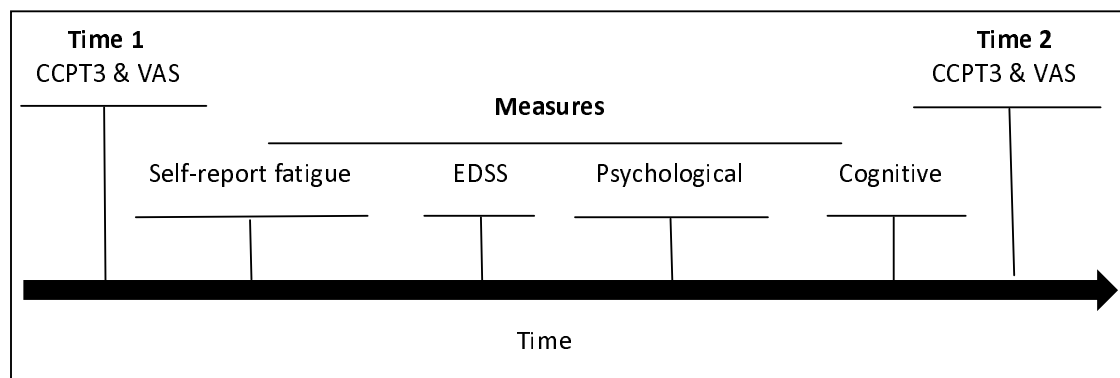 Time 1
CCPT3 & VAS
Time 2
CCPT3 & VAS
Measures
Self-report fatigue
EDSS
Psychological
Cognitive
Time